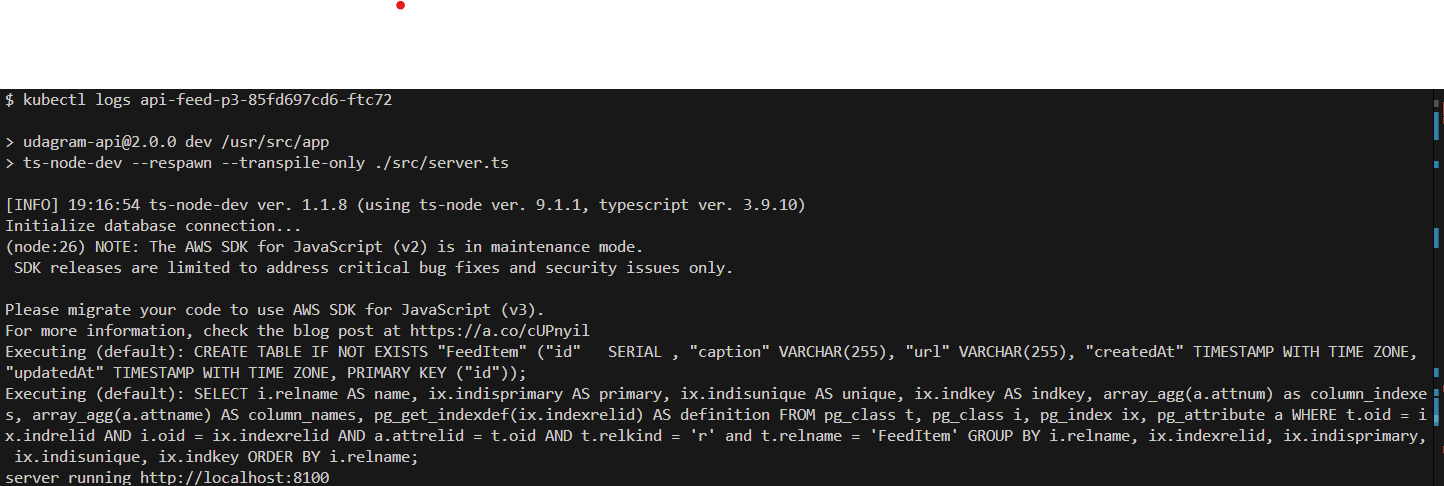 $ kubectl logs api-feed-p3-85fd697cd6-ftc72
> udagram-api@2.0.0 dev /usr/src/app
> ts-node-dev --respawn --transpile-only ./src/server.ts
[INFO] 19:16:54 ts-node-dev ver. 1.1.8 (using ts-node ver. 9.1.1, typescript ver. 3.9.10)
Initialize database connection...
(node:26) NOTE: The AWS SDK for JavaScript (v2) is in maintenance mode.
 SDK releases are limited to address critical bug fixes and security issues only.
Please migrate your code to use AWS SDK for JavaScript (v3).
For more information, check the blog post at https://a.co/cUPnyil
Executing (default): CREATE TABLE IF NOT EXISTS "FeedItem" ("id"   SERIAL , "caption" VARCHAR(255), "url" VARCHAR(255), "createdAt" TIMESTAMP WITH TIME ZONE,
"updatedAt" TIMESTAMP WITH TIME ZONE, PRIMARY KEY ("id"));
Executing (default): SELECT i.relname AS name, ix.indisprimary AS primary, ix.indisunique AS unique, ix.indkey AS indkey, array_agg(a.attnum) as column_indexe
s, array_agg(a.attname) AS column_names, pg_get_indexdef(ix.indexrelid) AS definition FROM pg_class t, pg_class i, pg_index ix, pg_attribute a WHERE t.oid = i
x.indrelid AND i.oid = ix.indexrelid AND a.attrelid = t.oid AND t.relkind = 'r' and t.relname = 'FeedItem' GROUP BY i.relname, ix.indexrelid, ix.indisprimary,
 ix.indisunique, ix.indkey ORDER BY i.relname;
server running http://localhost:8100